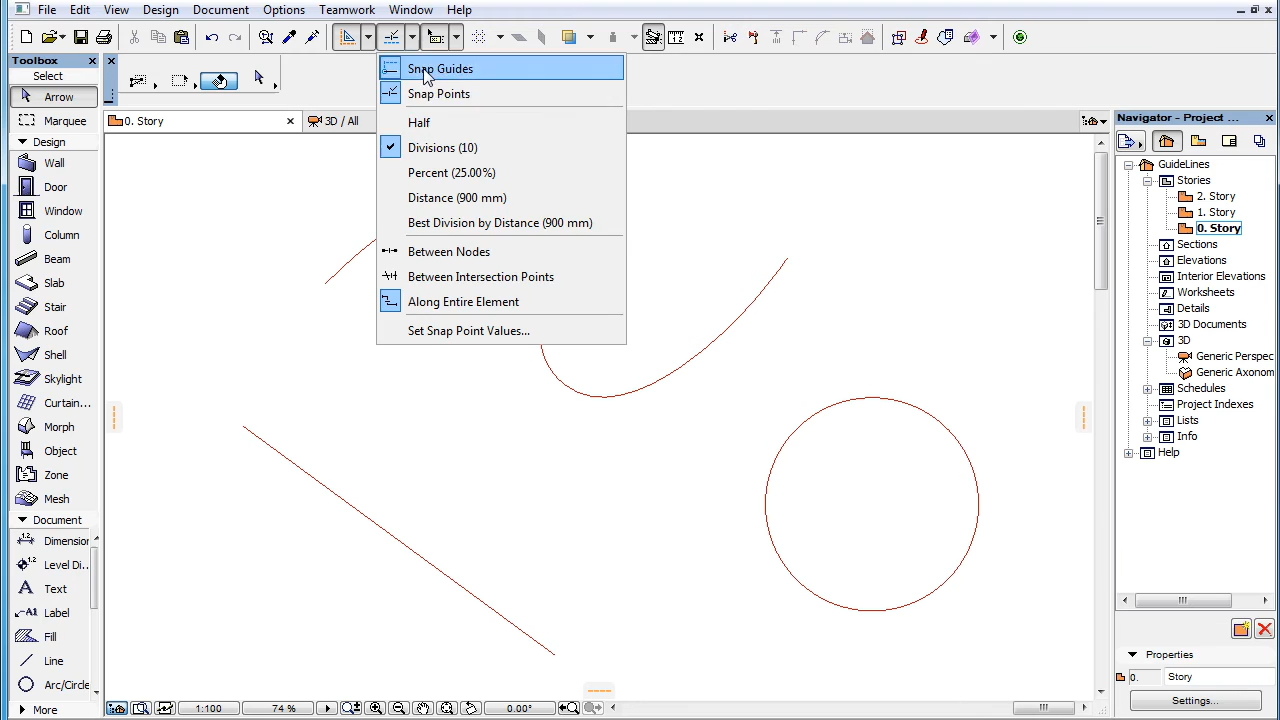 File Edit View Design Document Options Teamwork Window Help
Toolbox
Select
Arrow
Marquee
Design
Wall
Door
Window
Column
Beam
Slab
Stair
Roof
Shell
Skylight
Curtain...
Morph
Object
Zone
Mesh
Document
Dimension
Level Di...
Text
Label
Fill
Line
Arc/Circle
More
0. Story
3D / All
Snap Guides
Snap Points
Half
Divisions (10)
Percent (25.00%)
Distance (900 mm)
Best Division by Distance (900 mm)
Between Nodes
Between Intersection Points
Along Entire Element
Set Snap Point Values...
Navigator - Project ...
GuideLines
Stories
2. Story
1. Story
0. Story
Sections
Elevations
Interior Elevations
Worksheets
Details
3D Documents
3D
Generic Perspec
Generic Axonom
Schedules
Project Indexes
Lists
Info
Help
Properties
0. Story
Settings...
1:100 74 % 0.00°